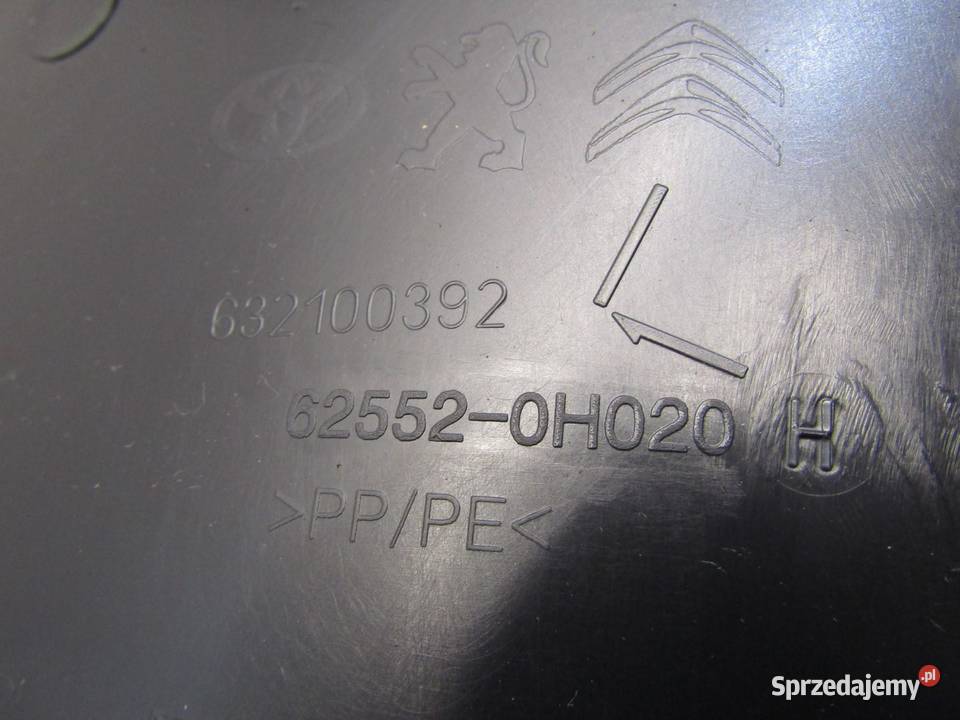 632100392
62552-0H020 H
>PP/PE<
Sprzedajemy.pl